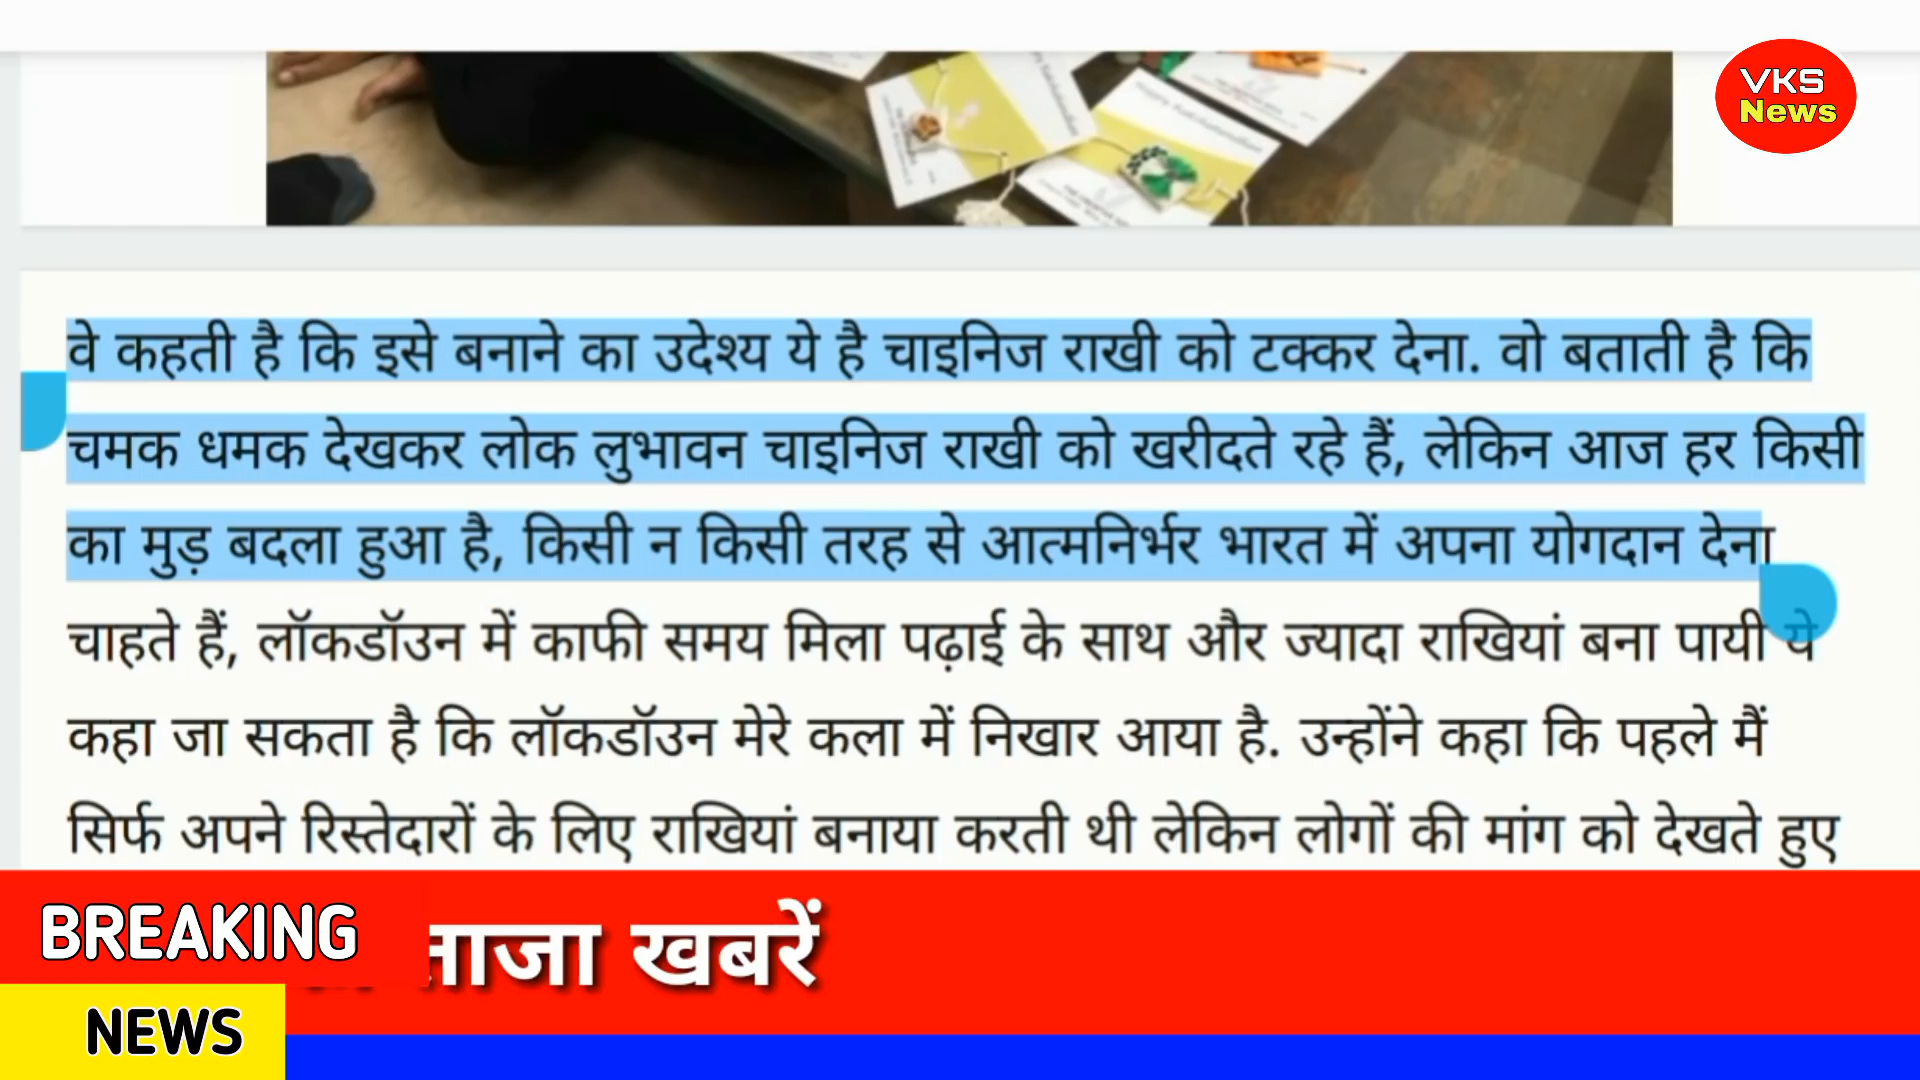 VKS
News
वे कहती है कि इसे बनाने का उदेश्य ये है चाइनिज राखी को टक्कर देना. वो बताती है कि
चमक धमक देखकर लोक लुभावन चाइनिज राखी को खरीदते रहे हैं, लेकिन आज हर किसी
का मुड़ बदला हुआ है, किसी न किसी तरह से आत्मनिर्भर भारत में अपना योगदान देना
चाहते हैं, लॉकडॉउन में काफी समय मिला पढ़ाई के साथ और ज्यादा राखियां बना पायी ये
कहा जा सकता है कि लॉकडॉउन मेरे कला में निखार आया है. उन्होंने कहा कि पहले मैं
सिर्फ अपने रिस्तेदारों के लिए राखियां बनाया करती थी लेकिन लोगों की मांग को देखते हुए
BREAKING
ताजा खबरें
NEWS